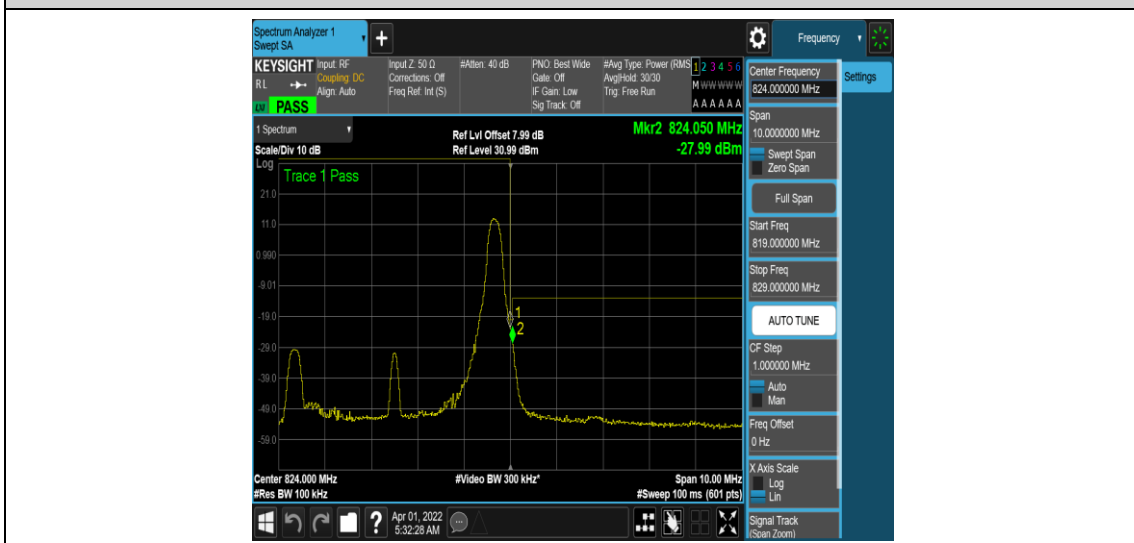 Spectrum Analyzer 1
Swept SA
+
Frequency
KEYSIGHT
RL
LW
PASS
Input: RF
Coupling: DC
Align: Auto
Input Z: 50 Ω
Corrections: Off
Freq Ref: Int (S)
#Atten: 40 dB
PNO: Best Wide
Gate: Off
IF Gain: Low
Sig Track: Off
#Avg Type: Power (RMS
Avg|Hold: 30/30
Trig: Free Run
1 2 3 4 5 6
M W W W W W
A A A A A A
1 Spectrum
Scale/Div 10 dB
Log
Ref Lvl Offset 7.99 dB
Ref Level 30.99 dBm
Mkr2 824.050 MHz
-27.99 dBm
Trace 1 Pass
21.0
11.0
0.990
-9.01
-19.0
-29.0
-39.0
-49.0
-59.0
1
2
Center 824.000 MHz
#Res BW 100 kHz
#Video BW 300 kHz*
Span 10.00 MHz
#Sweep 100 ms (601 pts)
Center Frequency
824.000000 MHz
Settings
Span
10.0000000 MHz
Swept Span
Zero Span
Full Span
Start Freq
819.000000 MHz
Stop Freq
829.000000 MHz
AUTO TUNE
CF Step
1.000000 MHz
Auto
Man
Freq Offset
0 Hz
X Axis Scale
Log
Lin
Signal Track
(Span Zoom)
?
Apr 01, 2022
5:32:28 AM